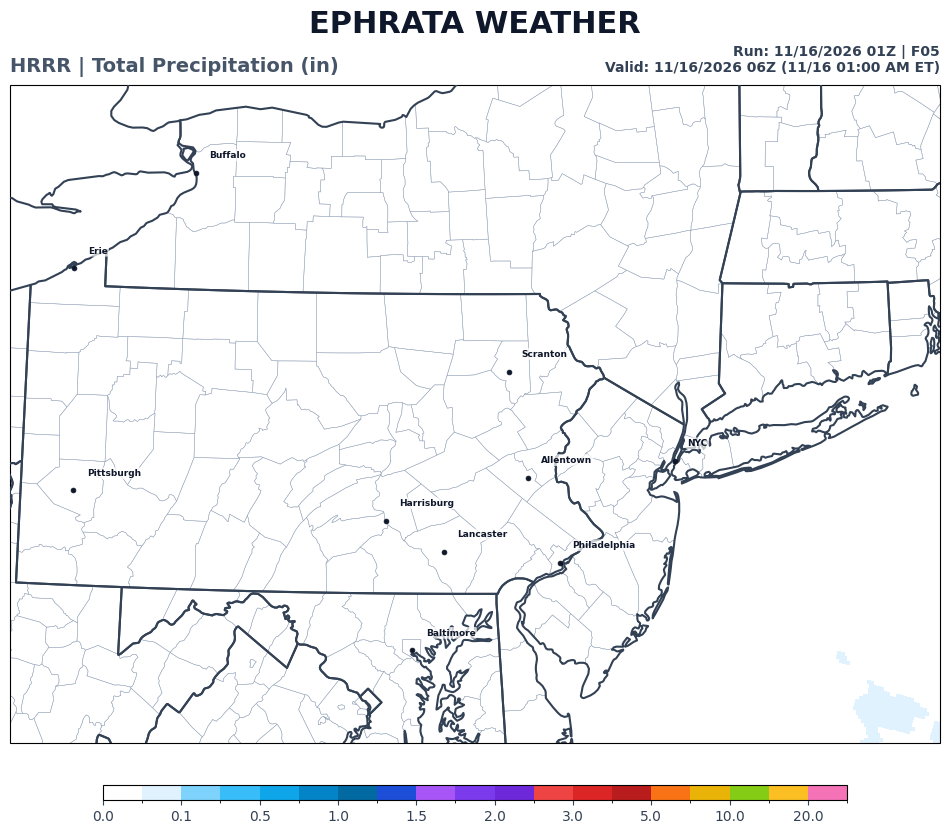 EPHRATA WEATHER
HRRR | Total Precipitation (in)
Run: 11/16/2026 01Z | F05
Valid: 11/16/2026 06Z (11/16 01:00 AM ET)
Buffalo
Erie
Scranton
NYC
Allentown
Pittsburgh
Harrisburg
Lancaster
Philadelphia
Baltimore
0.0 0.1 0.5 1.0 1.5 2.0 3.0 5.0 10.0 20.0